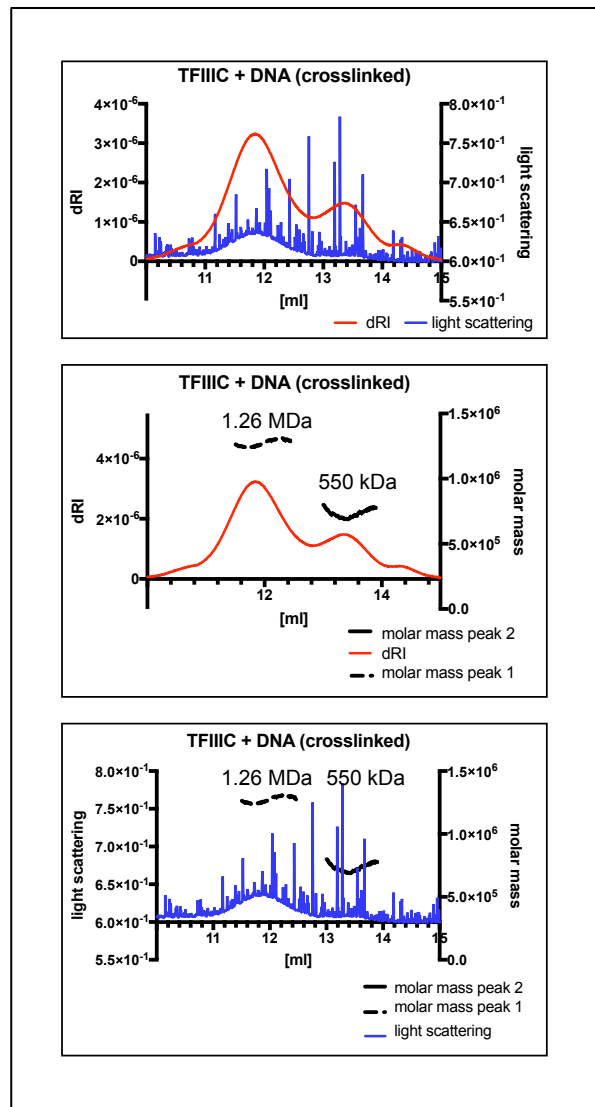 TFIIIC + DNA (crosslinked)
4×10⁻⁶
3×10⁻⁶
2×10⁻⁶
1×10⁻⁶
0
dRI
8.0×10⁻¹
7.5×10⁻¹
7.0×10⁻¹
6.5×10⁻¹
6.0×10⁻¹
5.5×10⁻¹
light scattering
11 12 13 14 15
[ml]
dRI light scattering
TFIIIC + DNA (crosslinked)
1.26 MDa
550 kDa
4×10⁻⁶
2×10⁻⁶
0
dRI
1.5×10⁶
1.0×10⁶
5.0×10⁵
0.0
molar mass
12 14
[ml]
molar mass peak 2
dRI
molar mass peak 1
TFIIIC + DNA (crosslinked)
1.26 MDa 550 kDa
8.0×10⁻¹
7.5×10⁻¹
7.0×10⁻¹
6.5×10⁻¹
6.0×10⁻¹
5.5×10⁻¹
light scattering
1.5×10⁶
1.0×10⁶
5.0×10⁵
0.0
molar mass
11 12 13 14 15
[ml]
molar mass peak 2
molar mass peak 1
light scattering